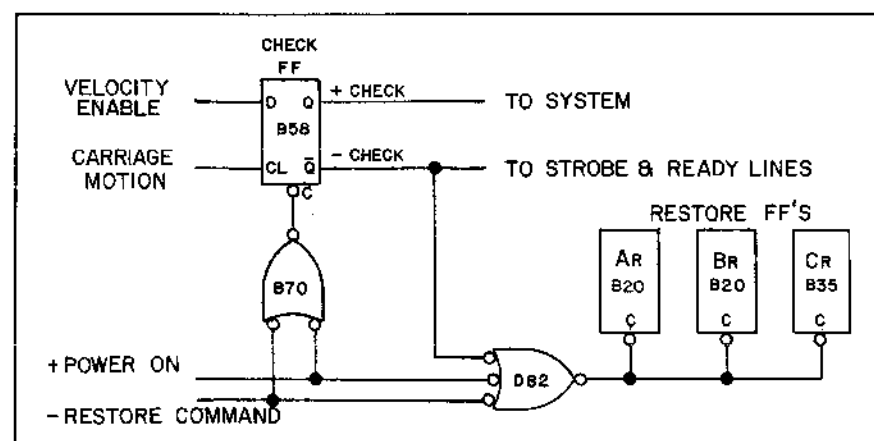 CHECK
FF
VELOCITY
ENABLE
D Q
+ CHECK
TO SYSTEM
B58
CARRIAGE
MOTION
CL Q̅
- CHECK
TO STROBE & READY LINES
C
RESTORE FF'S
AR
B20
C
BR
B20
C
CR
B35
C
B70
+ POWER ON
D82
- RESTORE COMMAND